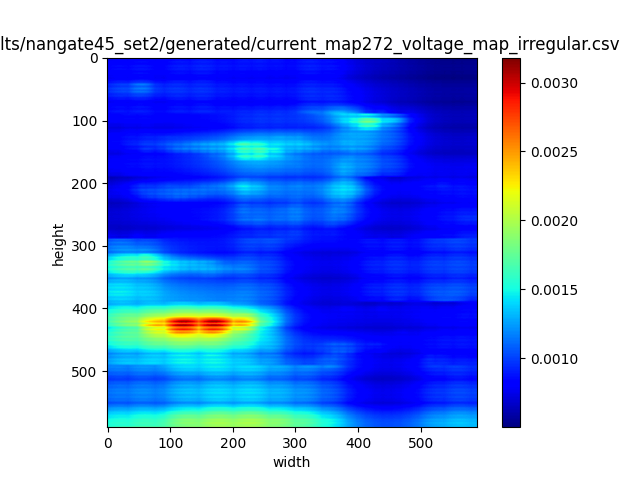 lts/nangate45_set2/generated/current_map272_voltage_map_irregular.csv
0
100
200
300
400
500
height
0 100 200 300 400 500
width
0.0030
0.0025
0.0020
0.0015
0.0010